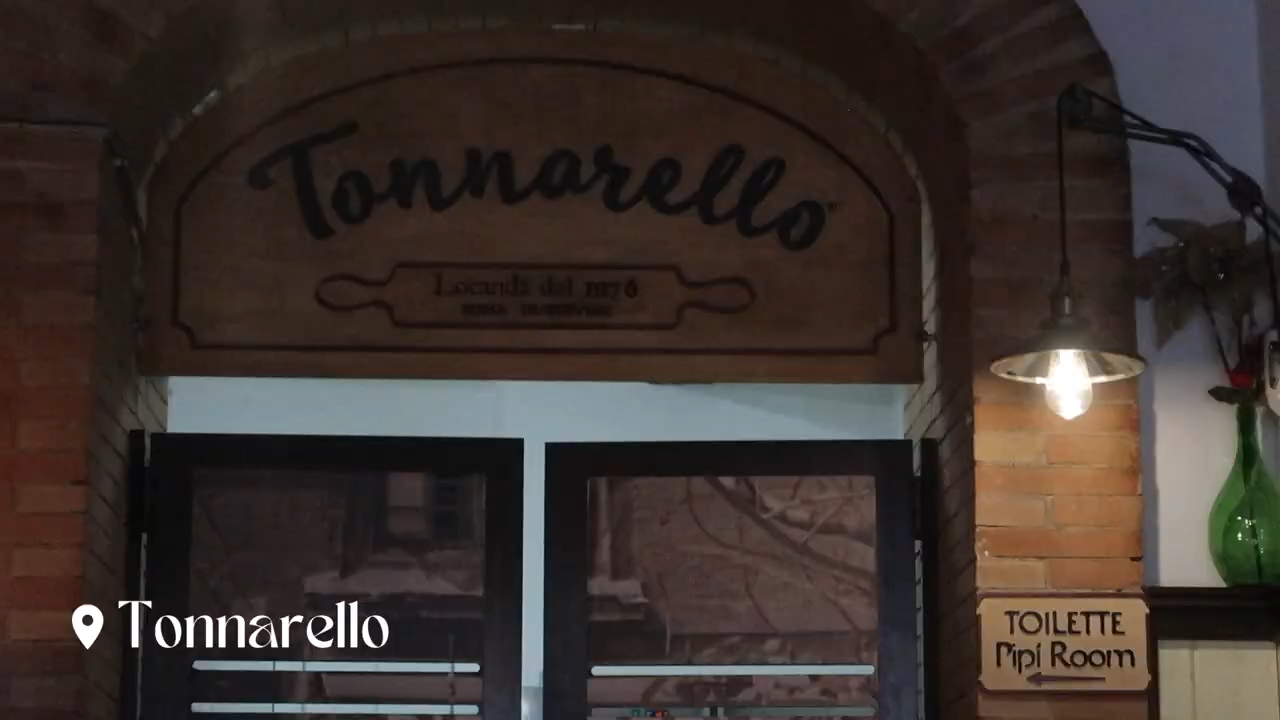 Tonnarello
Locanda dal 1876
Tonnarello
TOILETTE
Pipi Room